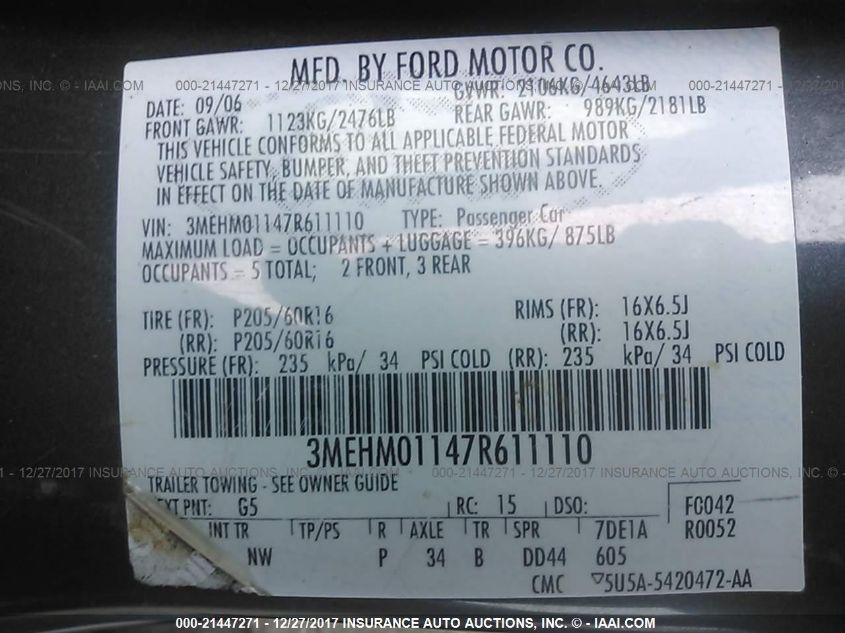 MFD. BY FORD MOTOR CO.
DATE: 09/06 GVWR: 2106KG/4643LB
FRONT GAWR: 1123KG/2476LB REAR GAWR: 989KG/2181LB
THIS VEHICLE CONFORMS TO ALL APPLICABLE FEDERAL MOTOR
VEHICLE SAFETY, BUMPER, AND THEFT PREVENTION STANDARDS
IN EFFECT ON THE DATE OF MANUFACTURE SHOWN ABOVE.
VIN: 3MEHM01147R611110 TYPE: Passenger Car
MAXIMUM LOAD = OCCUPANTS + LUGGAGE = 396KG/ 875LB
OCCUPANTS = 5 TOTAL; 2 FRONT, 3 REAR
TIRE (FR): P205/60R16 RIMS (FR): 16X6.5J
(RR): P205/60R16 (RR): 16X6.5J
PRESSURE (FR): 235 kPa/ 34 PSI COLD (RR): 235 kPa/ 34 PSI COLD
3MEHM01147R611110
TRAILER TOWING - SEE OWNER GUIDE
EXT PNT: G5 RC: 15 DSO: FC042
INT TR TP/PS R AXLE TR SPR 7DE1A R0052
NW P 34 B DD44 605
CMC 5U5A-5420472-AA
000-21447271 - 12/27/2017 INSURANCE AUTO AUCTIONS, INC. - IAAI.COM
000-21447271 - 12/27/2017 INSURANCE AUTO AUCTIONS, INC. - IAAI.COM
000-21447271 - 12/27/2017 INSURANCE AUTO AUCTIONS, INC. - IAAI.COM